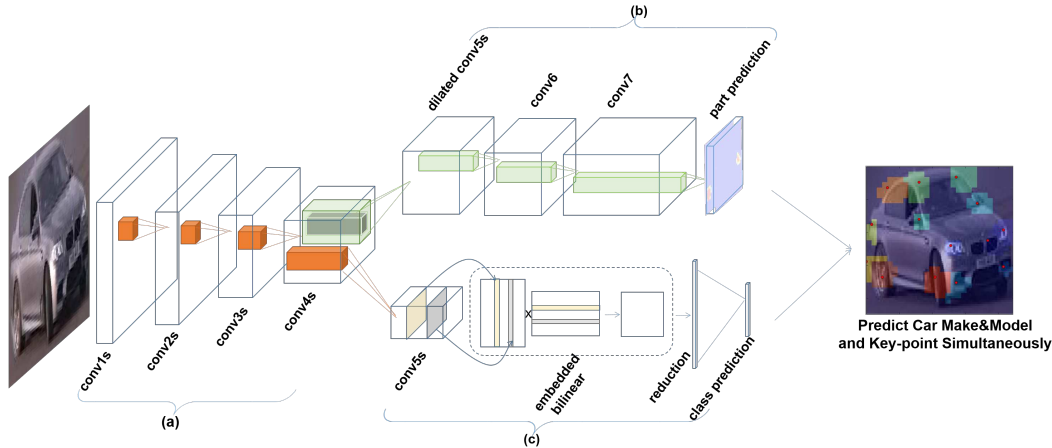 (b)
dilated conv5s
conv6
conv7
part prediction
conv1s
conv2s
conv3s
conv4s
(a)
conv5s
X
embedded
bilinear
reduction
class prediction
(c)
Predict Car Make&Model
and Key-point Simultaneously